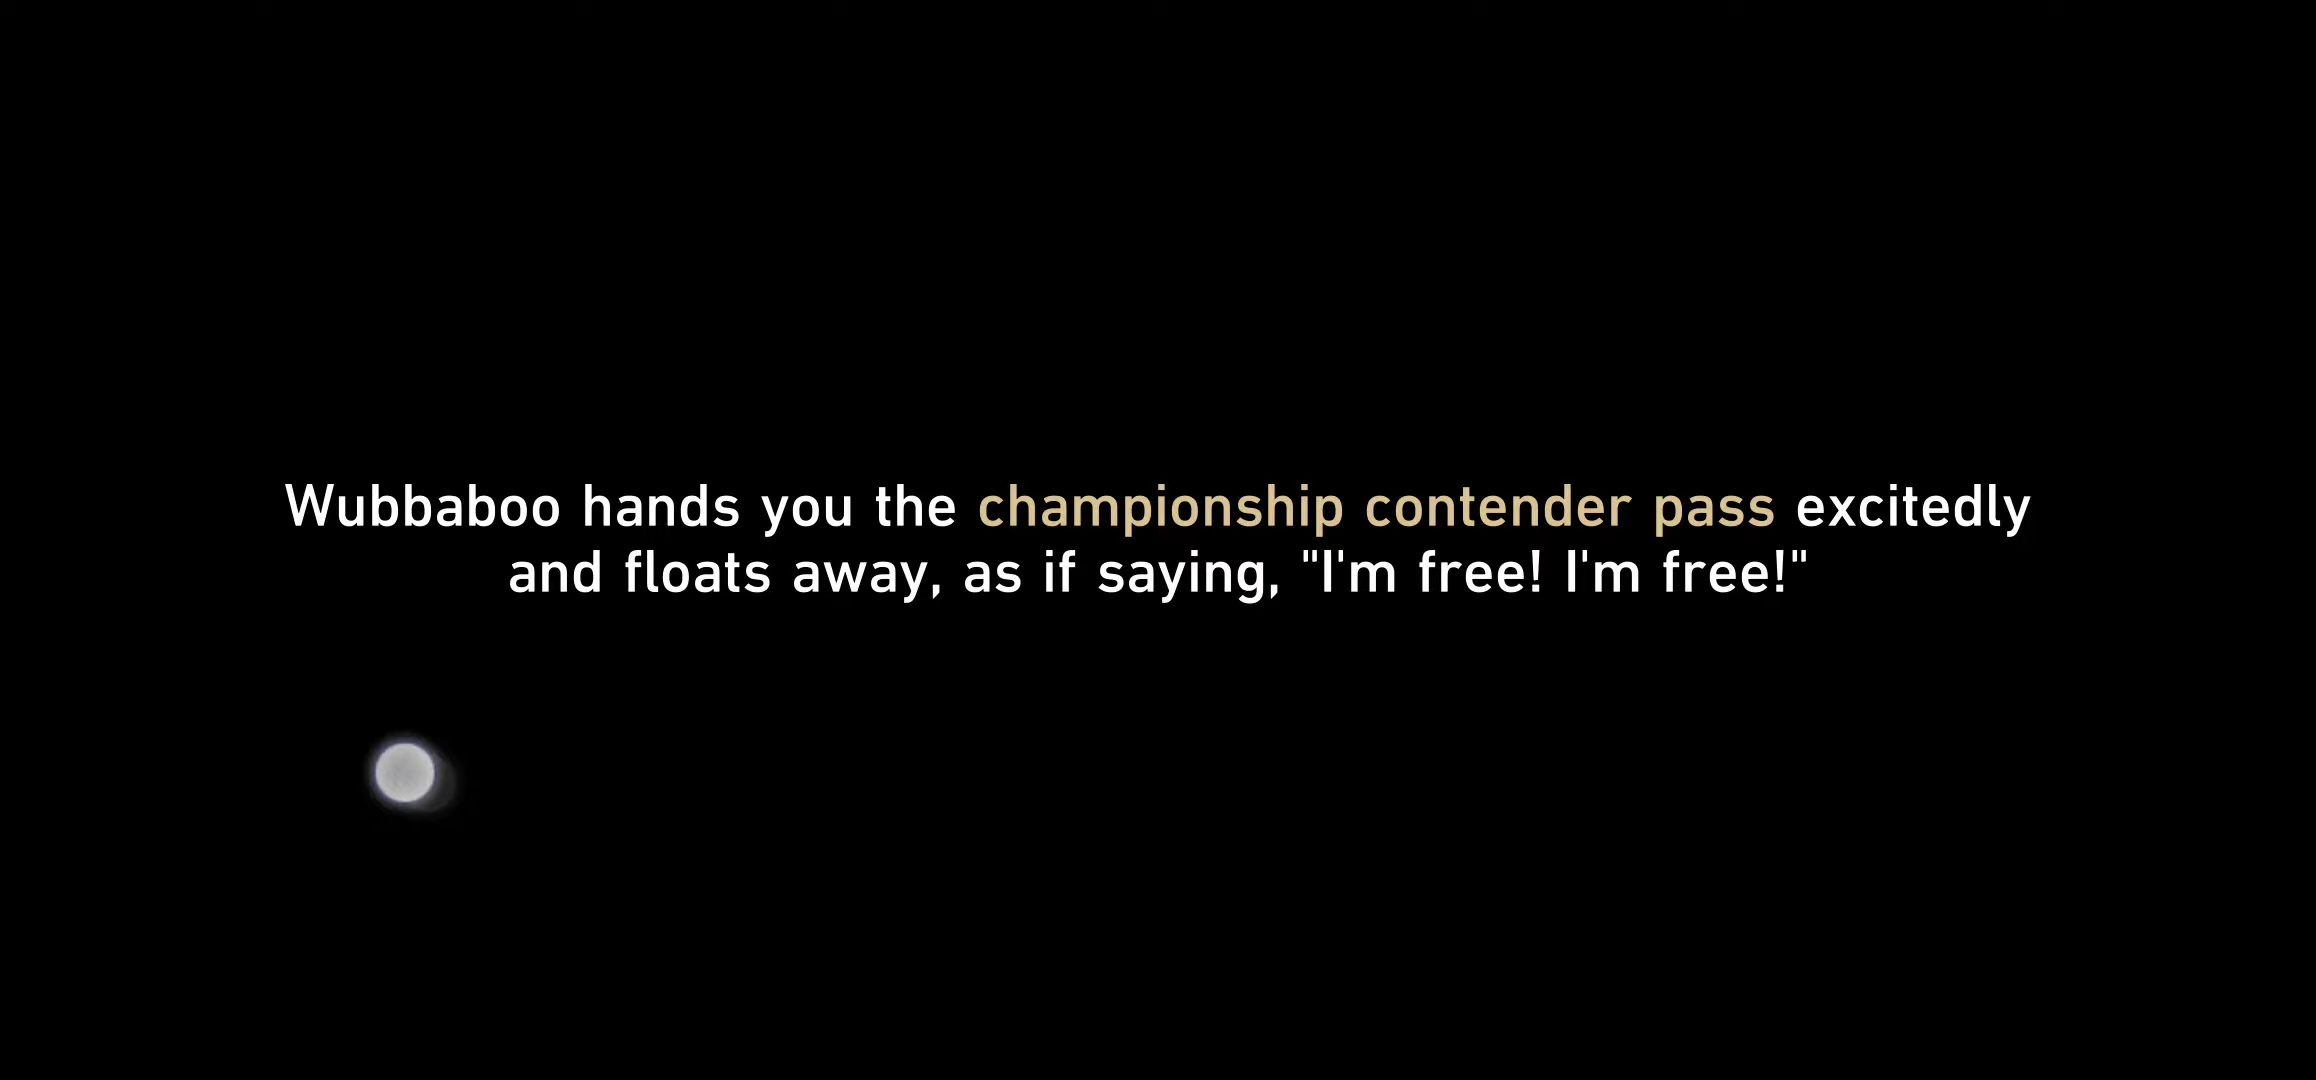 Wubbaboo hands you the championship contender pass excitedly
and floats away, as if saying, "I'm free! I'm free!"